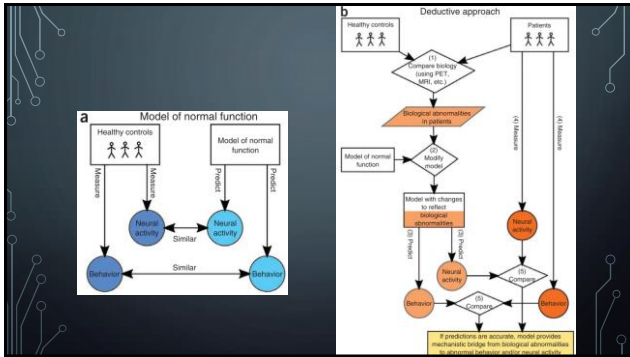 a
Model of normal function
Healthy controls
Model of normal
function
Measure
Measure
Predict
Predict
Neural
activity
Neural
activity
Similar
Behavior
Similar
Behavior
b
Deductive approach
Healthy controls
Patients
(1)
Compare biology
(using PET,
MRI, etc.)
Biological abnormalities
in patients
(4) Measure
(4) Measure
Model of normal
function
(2)
Modify
model
Model with changes
to reflect
biological
abnormalities
(3) Predict
(3) Predict
Neural
activity
Neural
activity
(5)
Compare
Behavior
(5)
Compare
Behavior
If predictions are accurate, model provides
mechanistic bridge from biological abnormalities
to abnormal behavior and/or neural activity